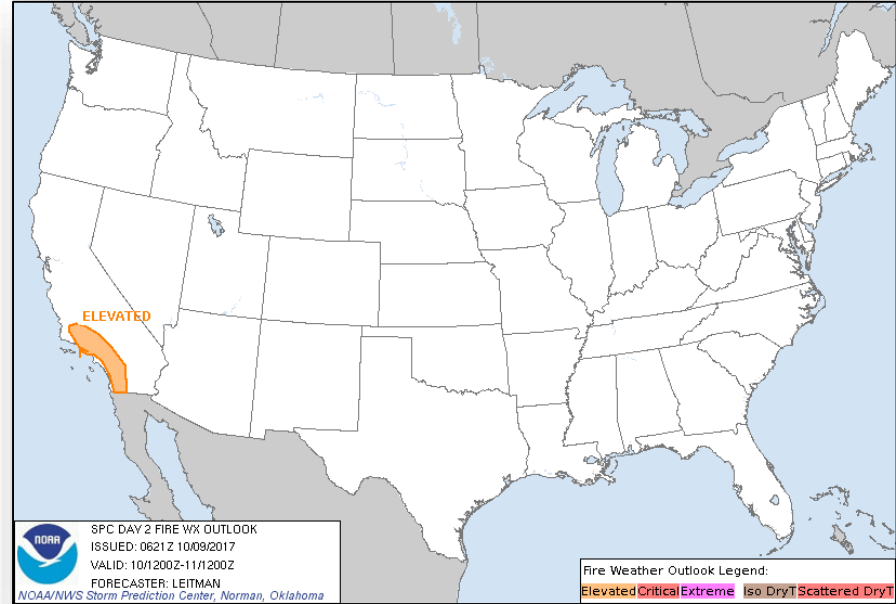 ELEVATED
NOAA
SPC DAY 2 FIRE WX OUTLOOK
ISSUED: 0621Z 10/09/2017
VALID: 10/1200Z-11/1200Z
FORECASTER: LEITMAN
NOAA/NWS Storm Prediction Center, Norman, Oklahoma
Fire Weather Outlook Legend:
Elevated Critical Extreme Iso DryT Scattered DryT